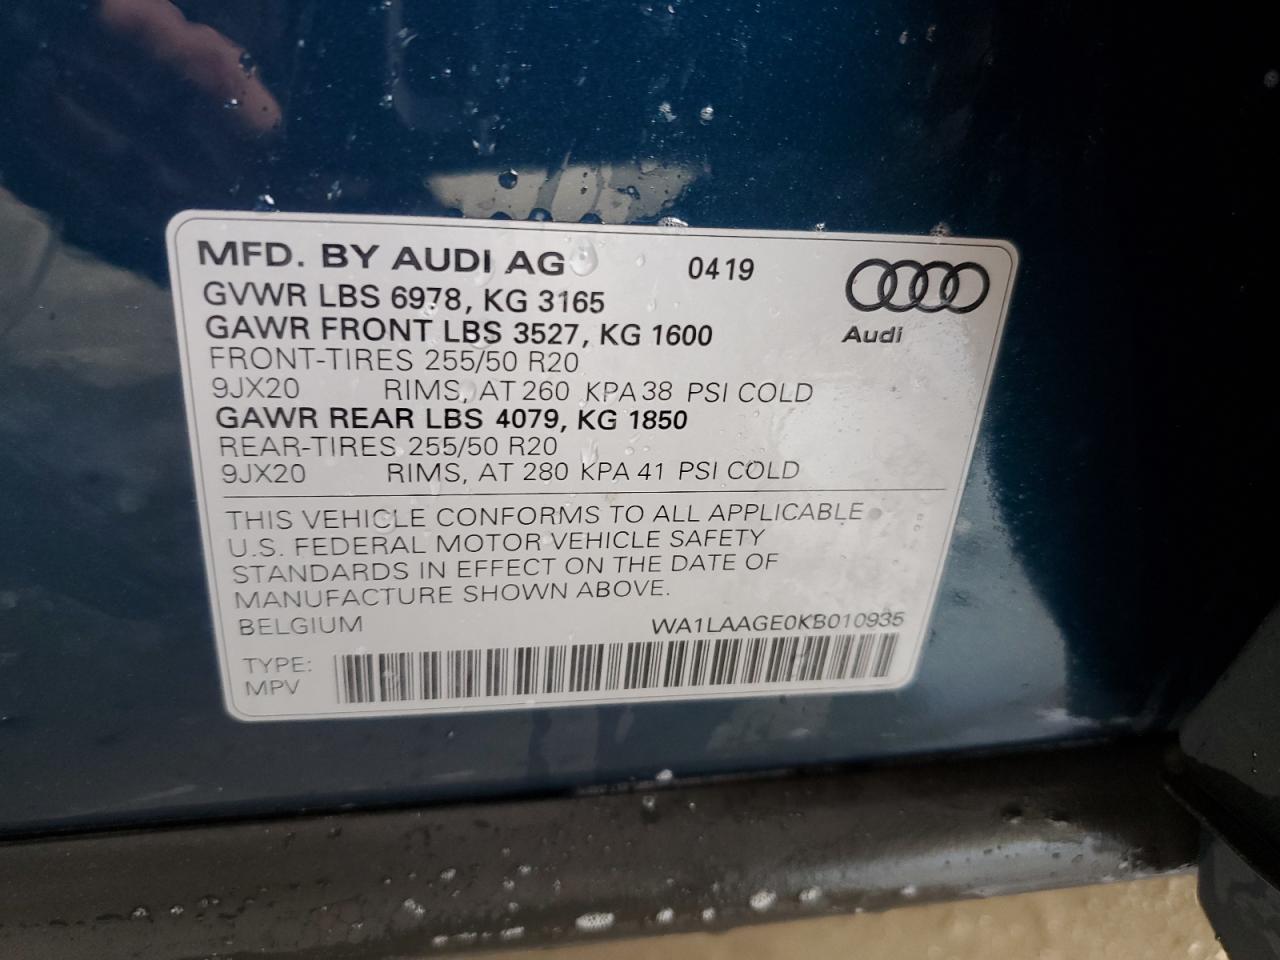 MFD. BY AUDI AG 0419
GVWR LBS 6978, KG 3165
GAWR FRONT LBS 3527, KG 1600
Audi
FRONT-TIRES 255/50 R20
9JX20 RIMS, AT 260 KPA 38 PSI COLD
GAWR REAR LBS 4079, KG 1850
REAR-TIRES 255/50 R20
9JX20 RIMS, AT 280 KPA 41 PSI COLD
THIS VEHICLE CONFORMS TO ALL APPLICABLE
U.S. FEDERAL MOTOR VEHICLE SAFETY
STANDARDS IN EFFECT ON THE DATE OF
MANUFACTURE SHOWN ABOVE.
BELGIUM WA1LAAGE0KB010935
TYPE:
MPV